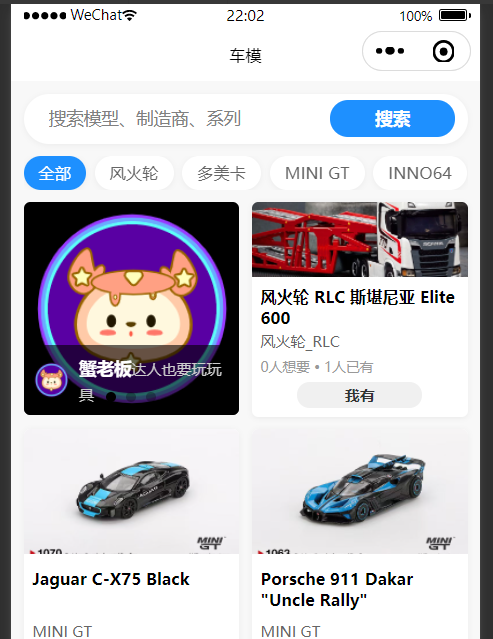 WeChat
22:02
100%
车模
搜索模型、制造商、系列
搜索
全部
风火轮
多美卡
MINI GT
INNO64
蟹老板达人也要玩玩
具
SCANIA
风火轮 RLC 斯堪尼亚 Elite
600
风火轮_RLC
0人想要 • 1人已有
我有
MINI
GT
1070
Jaguar C-X75 Black
MINI GT
MINI
GT
1063
Porsche 911 Dakar
"Uncle Rally"
MINI GT